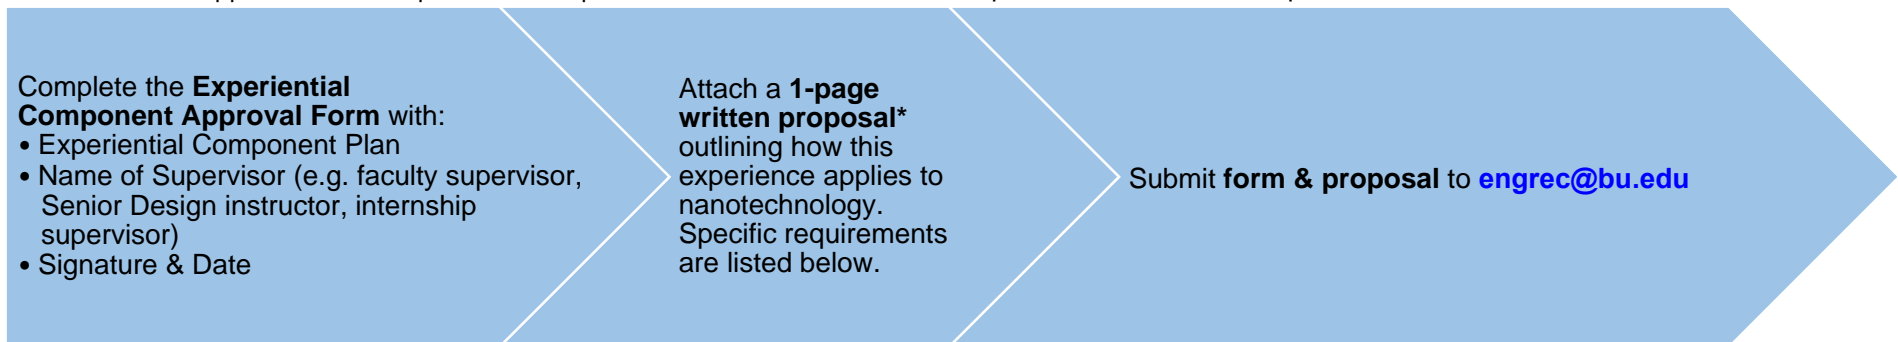 Complete the Experiential
Component Approval Form with:
• Experiential Component Plan
• Name of Supervisor (e.g. faculty supervisor,
Senior Design instructor, internship
supervisor)
• Signature & Date
Attach a 1-page
written proposal*
outlining how this
experience applies to
nanotechnology.
Specific requirements
are listed below.
Submit form & proposal to engrec@bu.edu